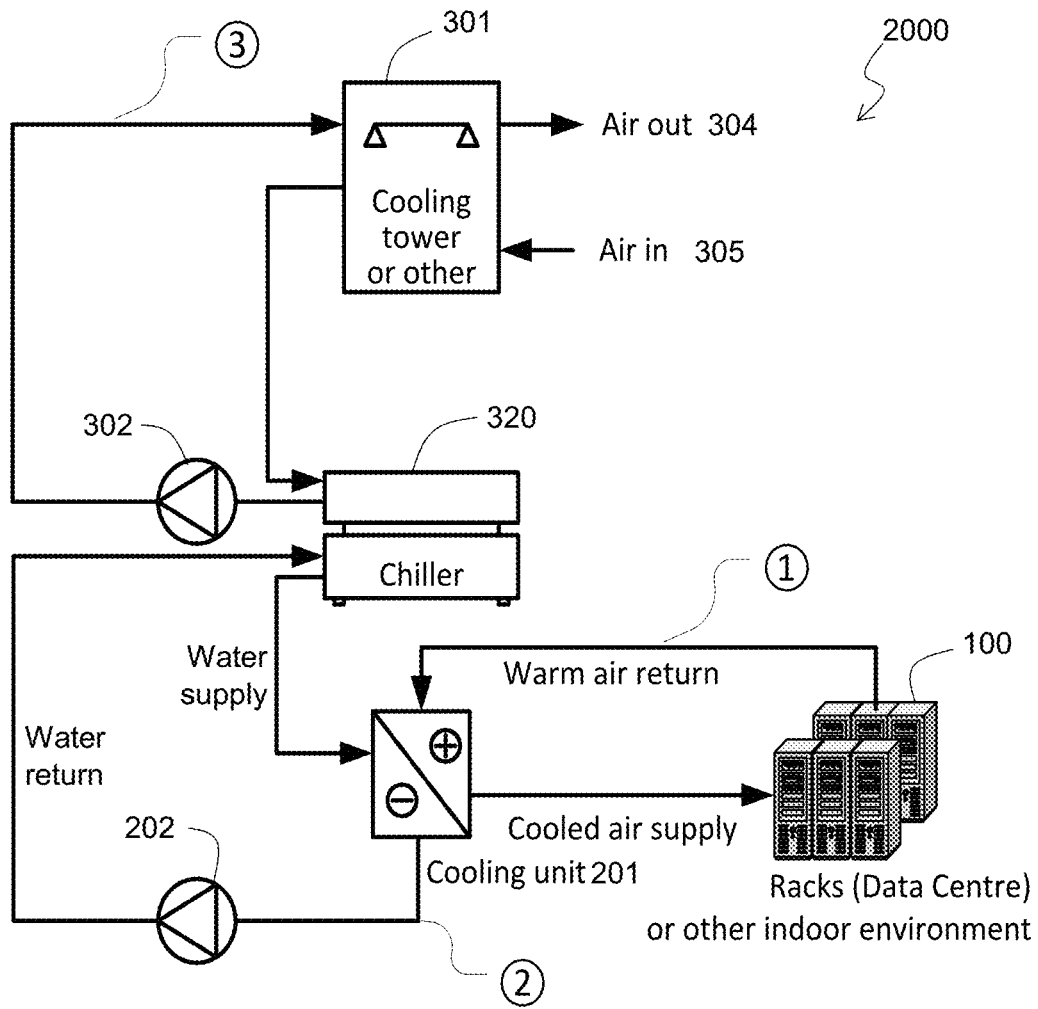 ③
301
2000
Air out 304
Cooling
tower
or other
Air in 305
302
320
Chiller
①
Water
supply
Warm air return
100
Water
return
202
Cooled air supply
Cooling unit 201
Racks (Data Centre)
or other indoor environment
②